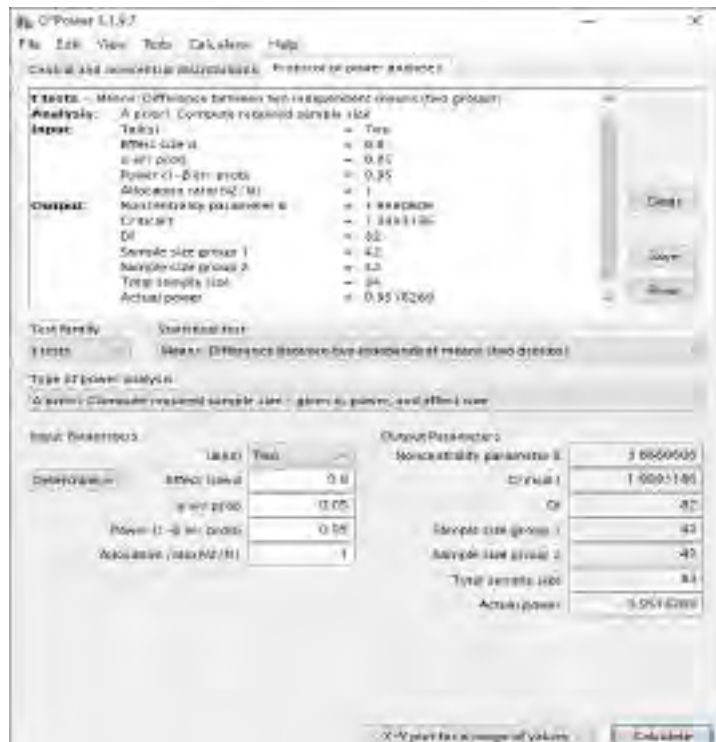 G*Power 3.1.9.7
File Edit View Tests Calculator Help
Central and noncentral distributions Protocol of power analyses
t tests - Means: Difference between two independent means (two groups)
Analysis: A priori: Compute required sample size
Input: Tail(s) = Two
Effect size d = 0.8
α err prob = 0.05
Power (1-β err prob) = 0.95
Allocation ratio N2/N1 = 1
Output: Noncentrality parameter δ =
Critical t =
Df = 82
Sample size group 1 = 42
Sample size group 2 = 42
Total sample size = 84
Actual power = 0.9518269
Clear
Save
Print
Test family Statistical test
t tests Means: Difference between two independent means (two groups)
Type of power analysis
A priori: Compute required sample size - given α, power, and effect size
Input Parameters Output Parameters
Tail(s) Two Noncentrality parameter δ 3.6660606
Determine => Effect size d 0.8 Critical t 1.9893186
α err prob 0.05 Df 82
Power (1-β err prob) 0.95 Sample size group 1 42
Allocation ratio N2/N1 1 Sample size group 2 42
Total sample size 84
Actual power 0.9518269
X-Y plot for a range of values Calculate